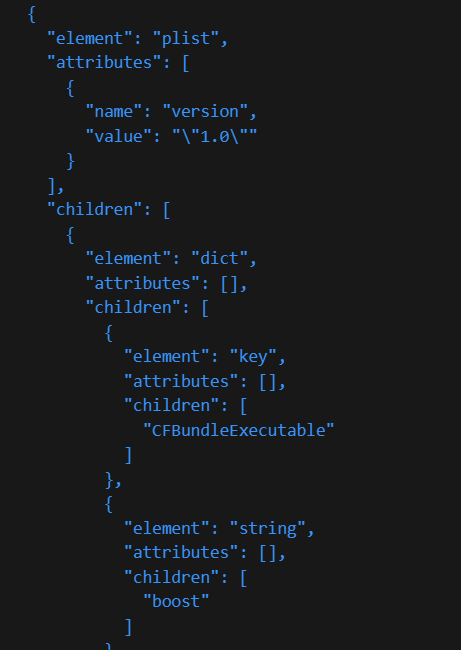 {
"element": "plist",
"attributes": [
{
"name": "version",
"value": "\"1.0\""
}
],
"children": [
{
"element": "dict",
"attributes": [],
"children": [
{
"element": "key",
"attributes": [],
"children": [
"CFBundleExecutable"
]
},
{
"element": "string",
"attributes": [],
"children": [
"boost"
]
}